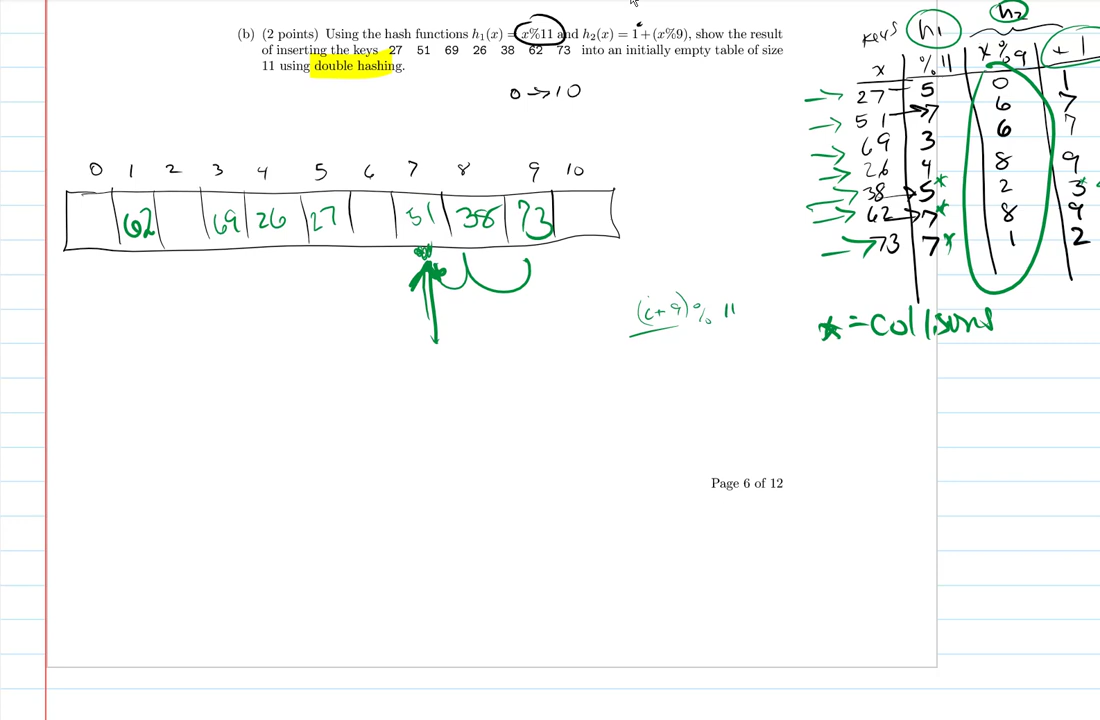 (b) (2 points) Using the hash functions h₁(x) = x%11 and h₂(x) = 1+(x%9), show the result
of inserting the keys 27 51 69 26 38 62 73 into an initially empty table of size
11 using double hashing.
0 → 10
0 1 2 3 4 5 6 7 8 9 10
62 69 26 27 51 38 73
(i+9)% 11
h₂
keys h₁
x %11 x%9 +1
27 5 0 1
51 7 6 7
69 3 6 7
26 4 8 9
38 5* 2 3*
62 7* 8 9
73 7* 1 2
* = Collisons
Page 6 of 12